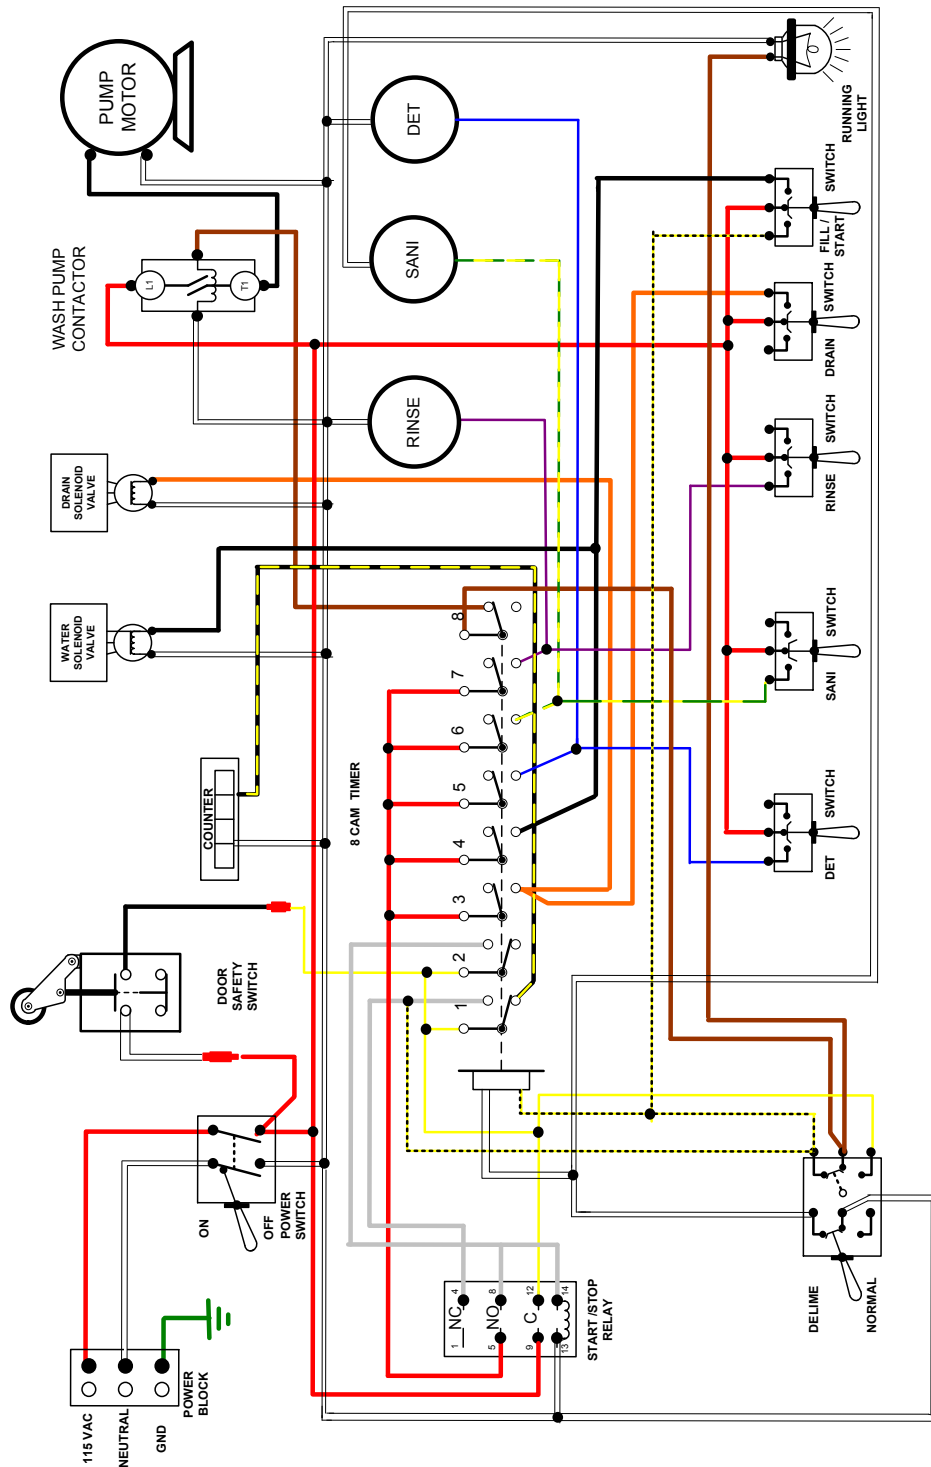 PUMP
MOTOR
WASH PUMP
CONTACTOR
L1
T1
DET
SANI
RINSE
DRAIN
SOLENOID
VALVE
WATER
SOLENOID
VALVE
COUNTER
8 CAM TIMER
1
2
3
4
5
6
7
8
DOOR
SAFETY
SWITCH
ON
OFF
POWER
SWITCH
115 VAC
NEUTRAL
GND
POWER
BLOCK
1
NC
4
5
NO
8
9
C
12
13
14
START /STOP
RELAY
DELIME
NORMAL
RUNNING
LIGHT
FILL /
START
SWITCH
DRAIN
SWITCH
RINSE
SWITCH
SANI
SWITCH
DET
SWITCH